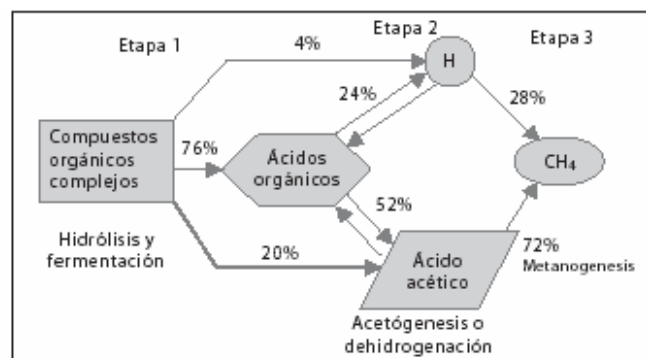 Etapa 1
4%
Etapa 2
H
Etapa 3
24%
28%
Compuestos
orgánicos
complejos
76%
Ácidos
orgánicos
CH₄
52%
Hidrólisis y
fermentación
20%
Ácido
acético
72%
Metanogenesis
Acetógenesis o
dehidrogenación